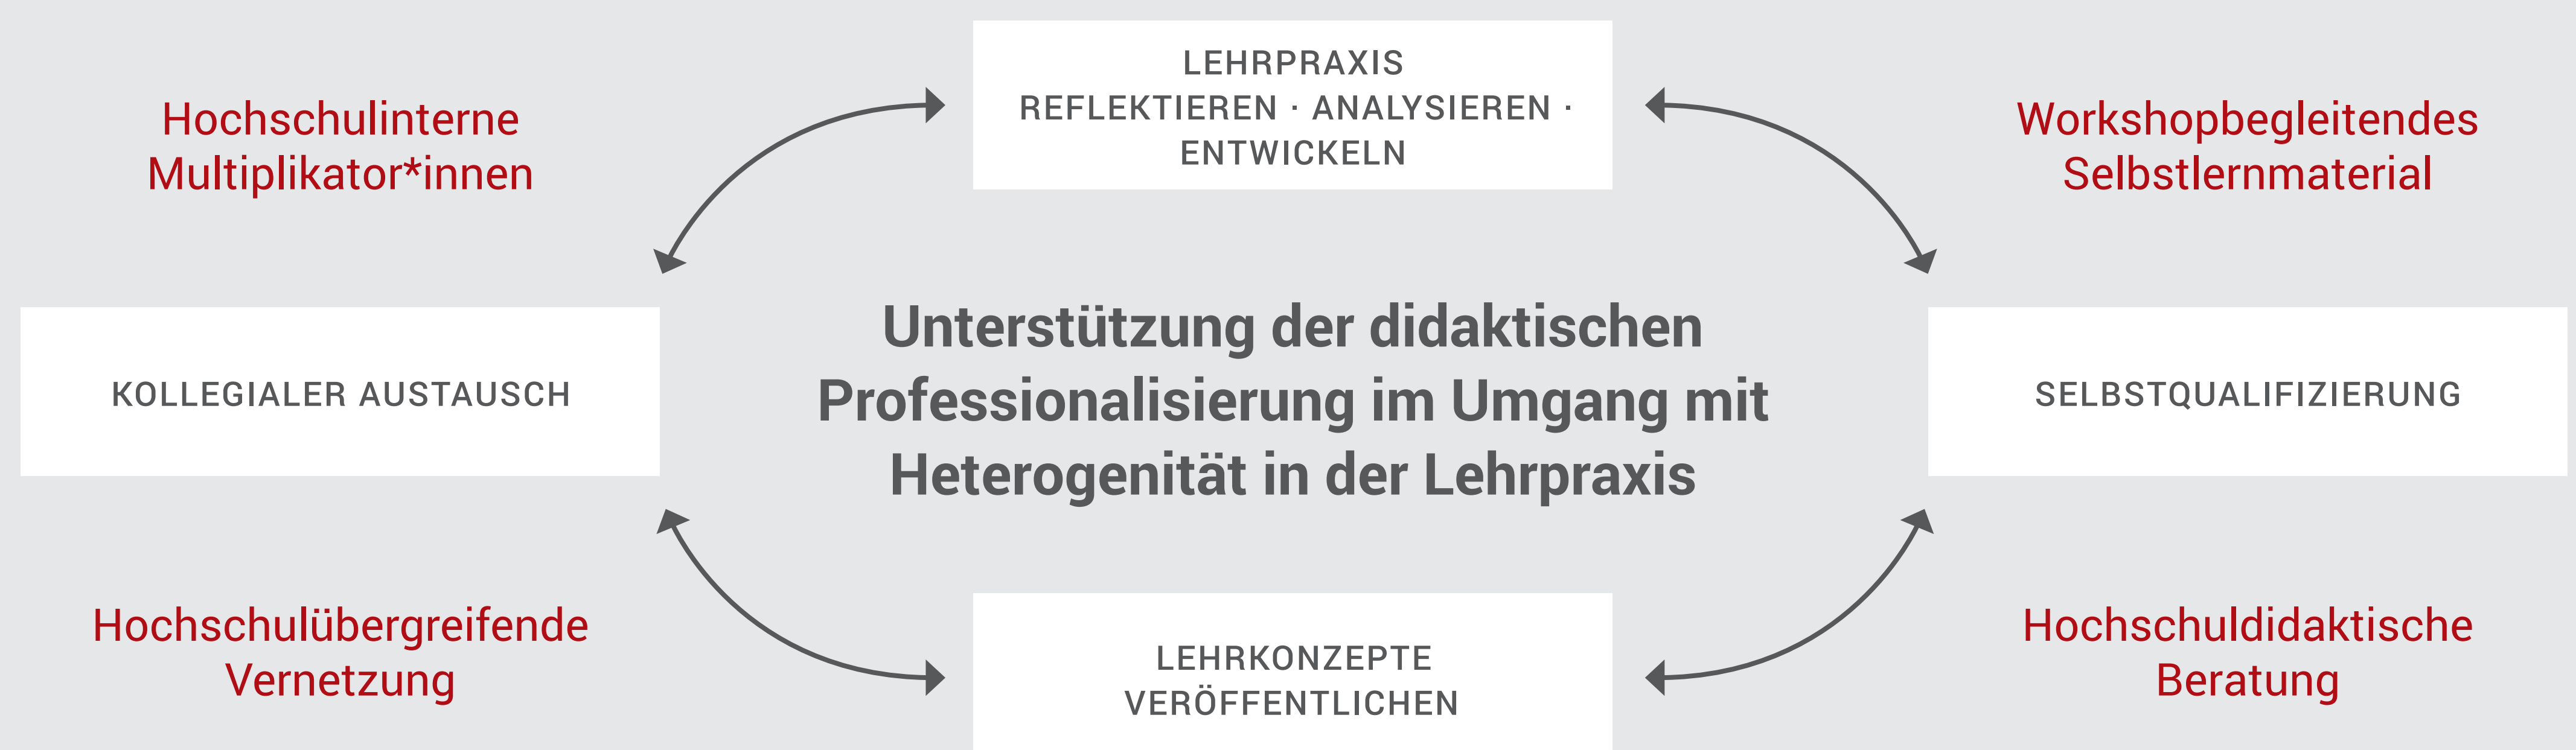 LEHRPRAXIS
REFLEKTIEREN · ANALYSIEREN ·
ENTWICKELN
Hochschulinterne
Multiplikator*innen
Workshopbegleitendes
Selbstlernmaterial
KOLLEGIALER AUSTAUSCH
Unterstützung der didaktischen
Professionalisierung im Umgang mit
Heterogenität in der Lehrpraxis
SELBSTQUALIFIZIERUNG
Hochschulübergreifende
Vernetzung
LEHRKONZEPTE
VERÖFFENTLICHEN
Hochschuldidaktische
Beratung